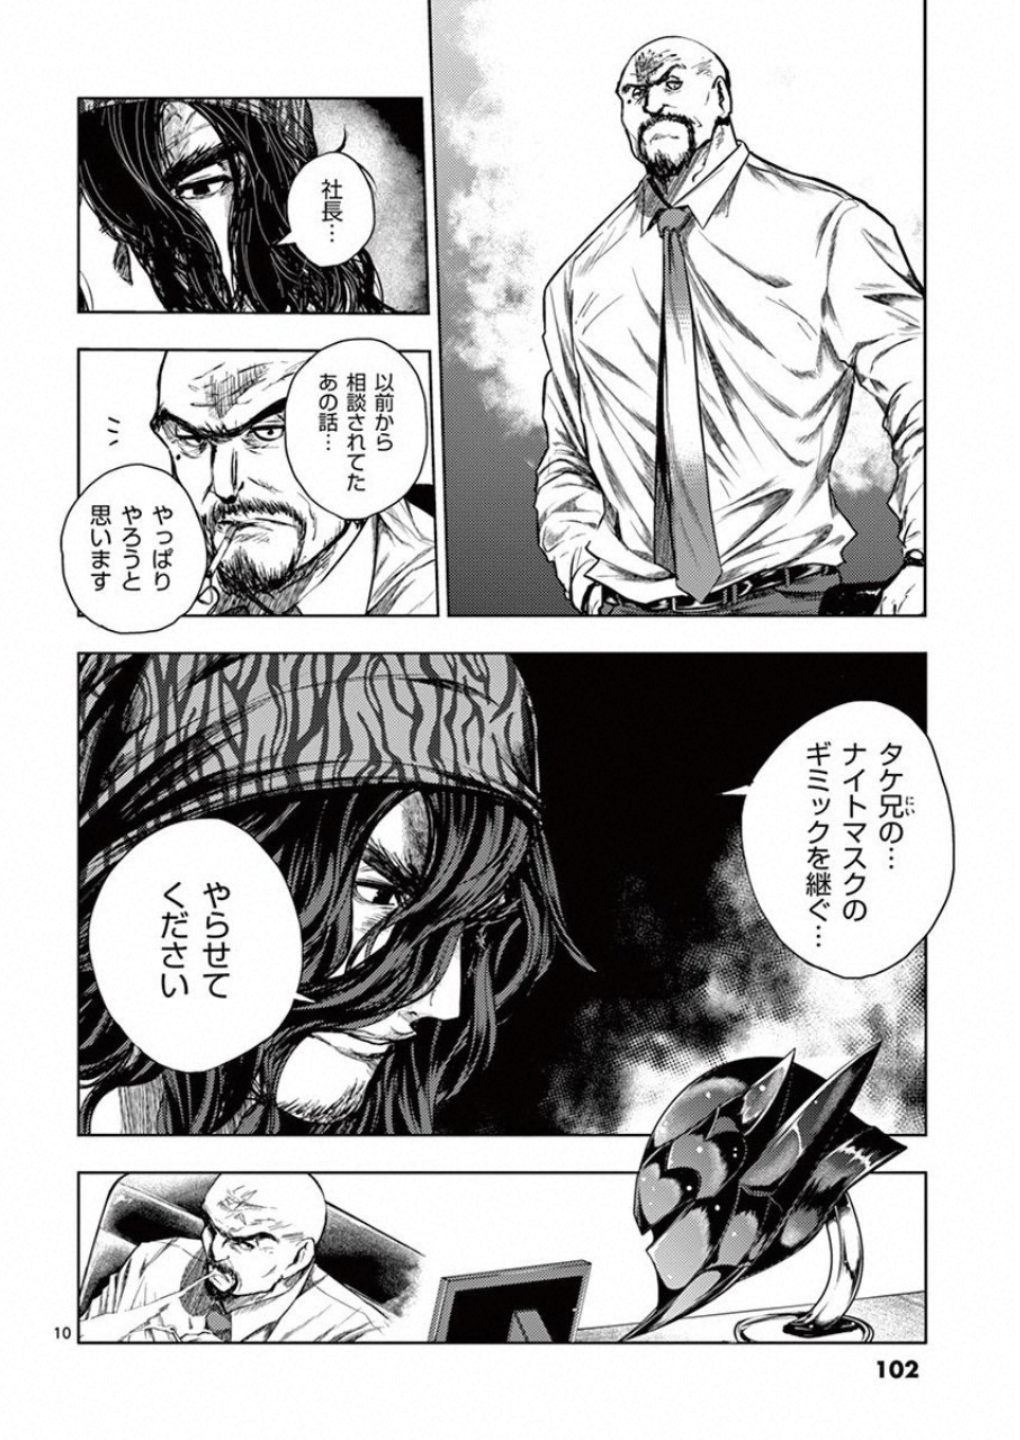 社長…
以前から
相談されてた
あの話…
やっぱり
やろうと
思います
タケ兄の…
にい
ナイトマスクの
ギミックを継ぐ…
やらせて
ください
10
102